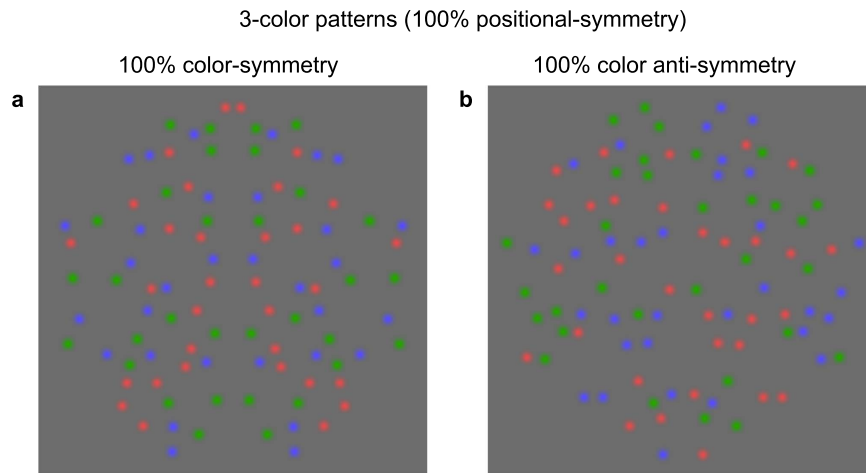 3-color patterns (100% positional-symmetry)
100% color-symmetry
100% color anti-symmetry
a
b